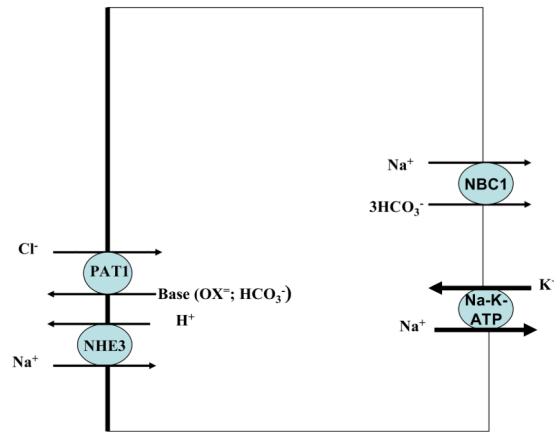 Na⁺
NBC1
3HCO₃⁻
Cl⁻
PAT1
Base (OX⁼; HCO₃⁻)
H⁺
NHE3
Na⁺
K⁺
Na-K-
ATP
Na⁺